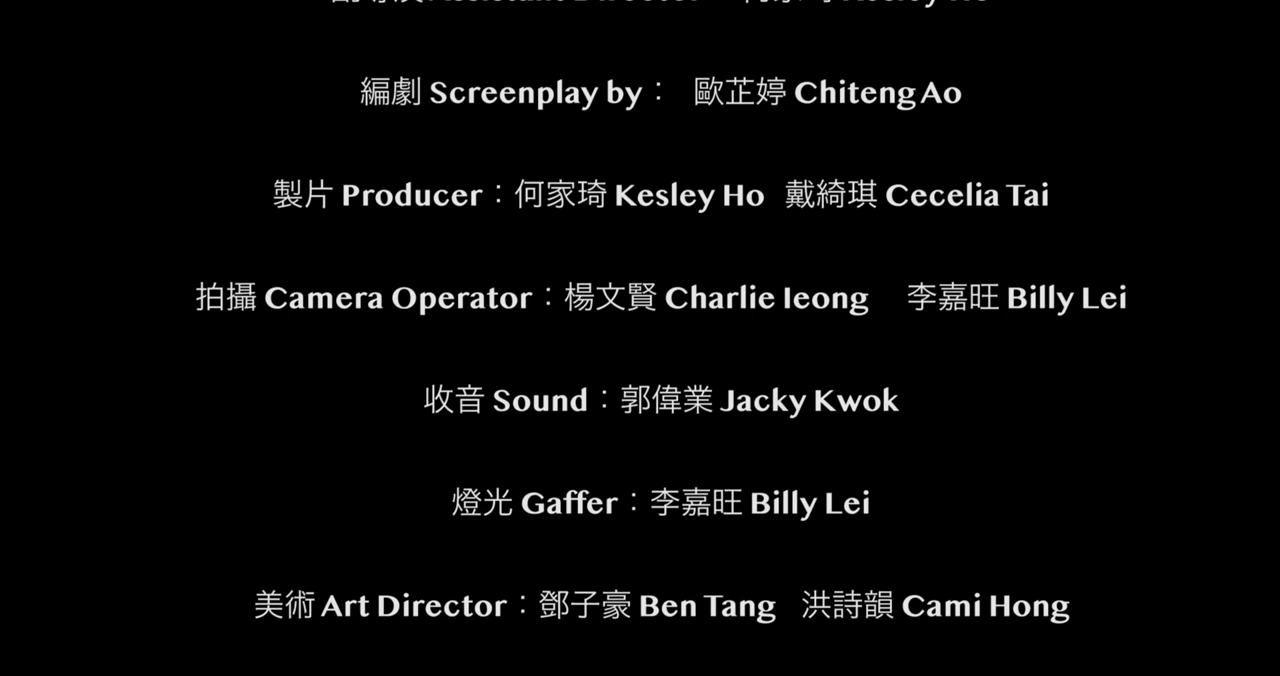 編劇 Screenplay by： 歐芷婷 Chiteng Ao
製片 Producer：何家琦 Kesley Ho 戴綺琪 Cecelia Tai
拍攝 Camera Operator：楊文賢 Charlie Ieong 李嘉旺 Billy Lei
收音 Sound：郭偉業 Jacky Kwok
燈光 Gaffer：李嘉旺 Billy Lei
美術 Art Director：鄧子豪 Ben Tang 洪詩韻 Cami Hong